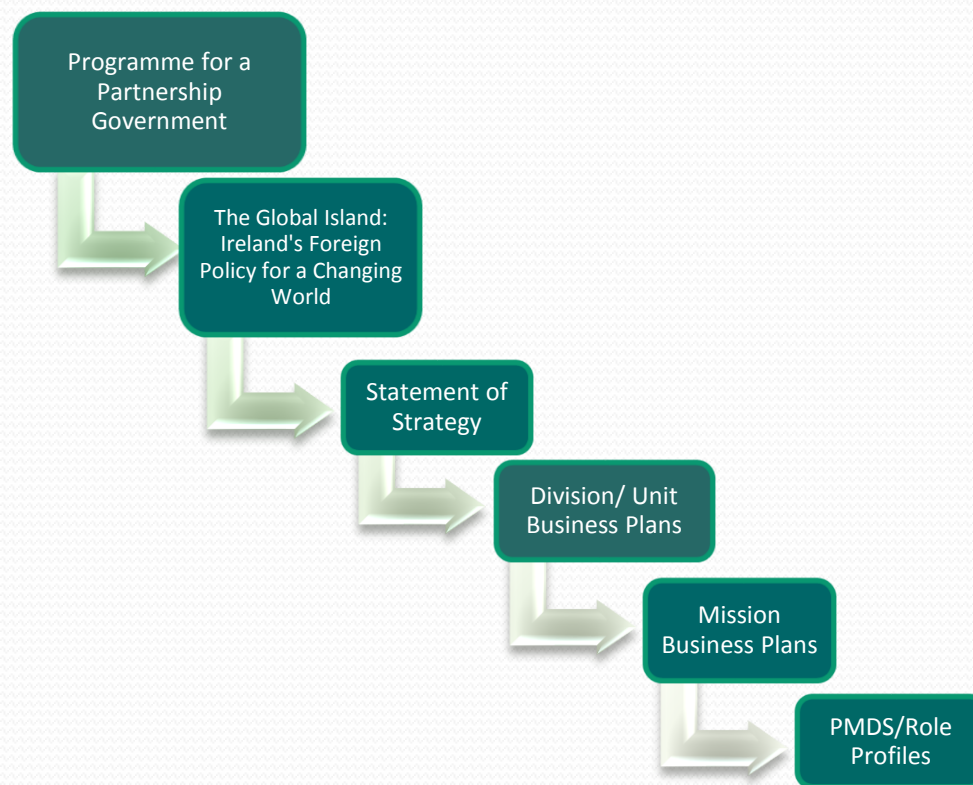 Programme for a
Partnership
Government
The Global Island:
Ireland's Foreign
Policy for a Changing
World
Statement of
Strategy
Division/ Unit
Business Plans
Mission
Business Plans
PMDS/Role
Profiles